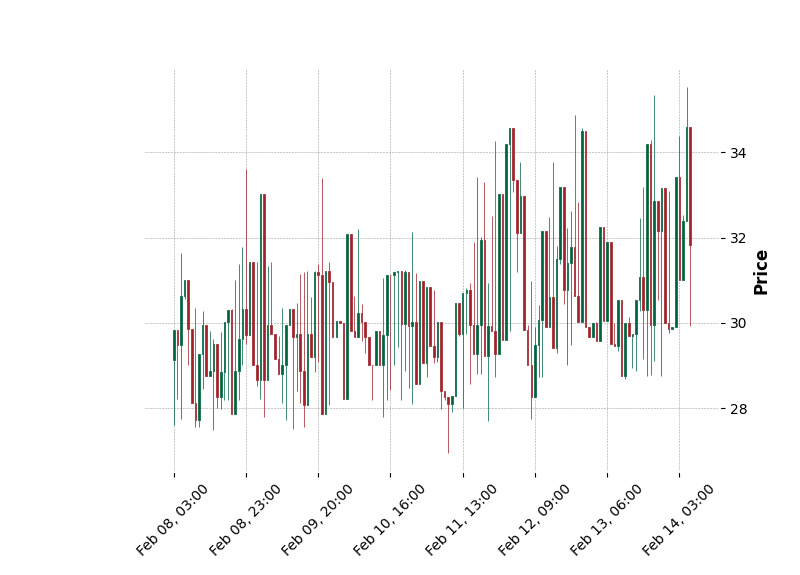 34
32
30
28
Price
Feb 08, 03:00
Feb 08, 23:00
Feb 09, 20:00
Feb 10, 16:00
Feb 11, 13:00
Feb 12, 09:00
Feb 13, 06:00
Feb 14, 03:00